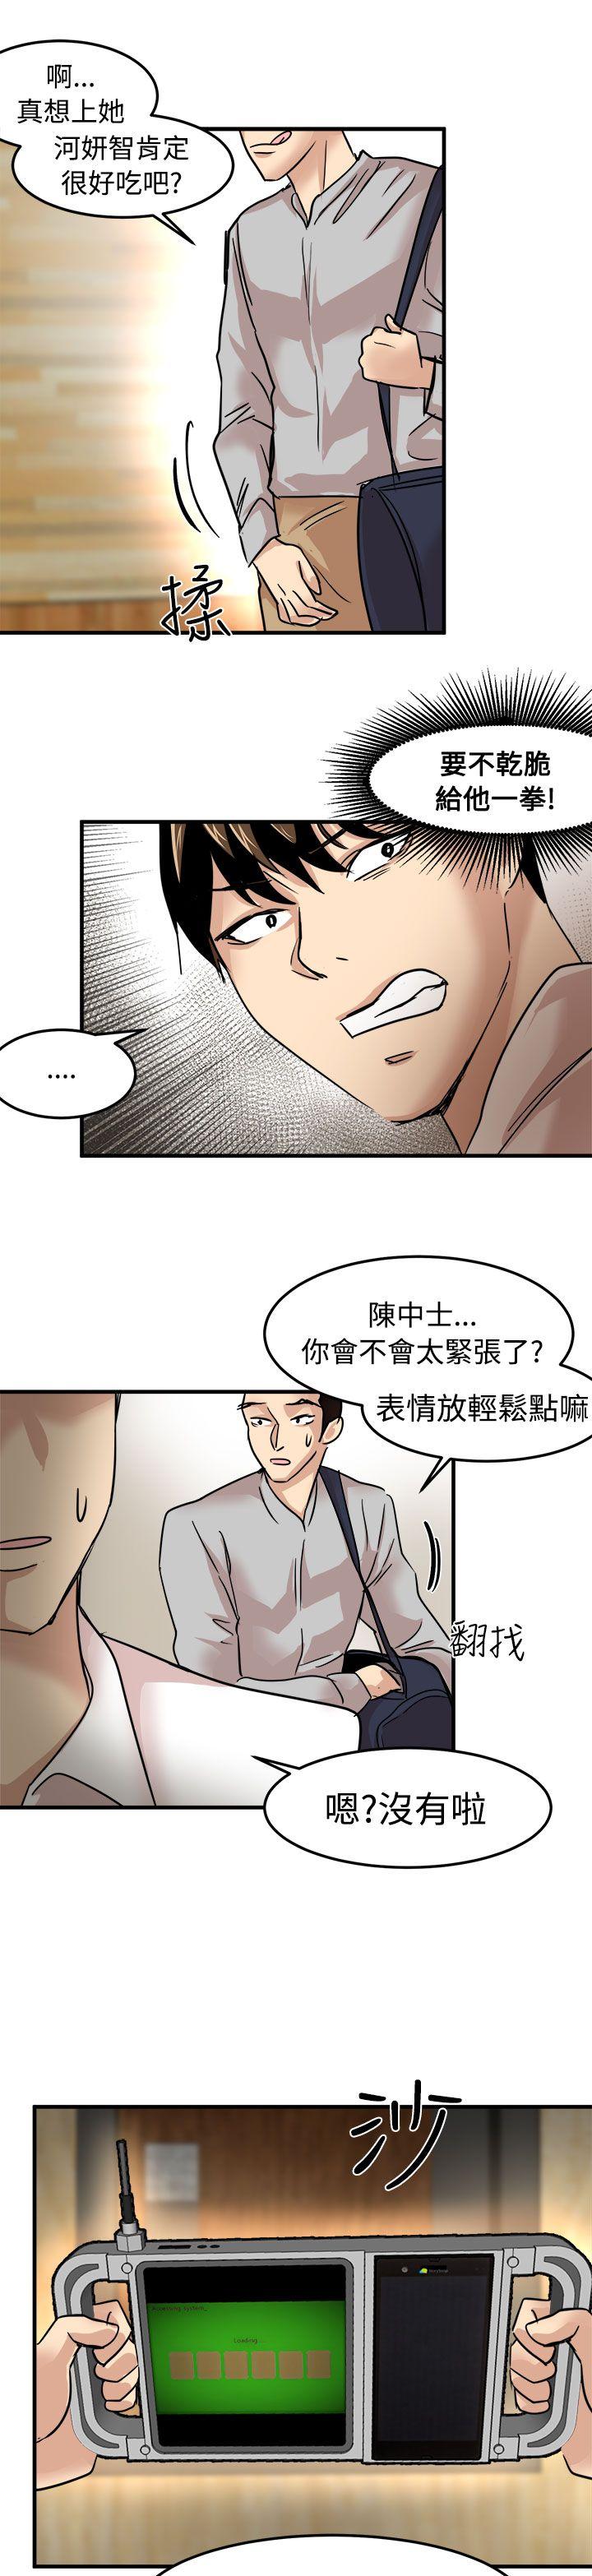 啊...
真想上她
河妍智肯定
很好吃吧?
揉
要不乾脆
給他一拳!
....
陳中士...
你會不會太緊張了?
表情放輕鬆點嘛
翻找
嗯?沒有啦
沙
Loading